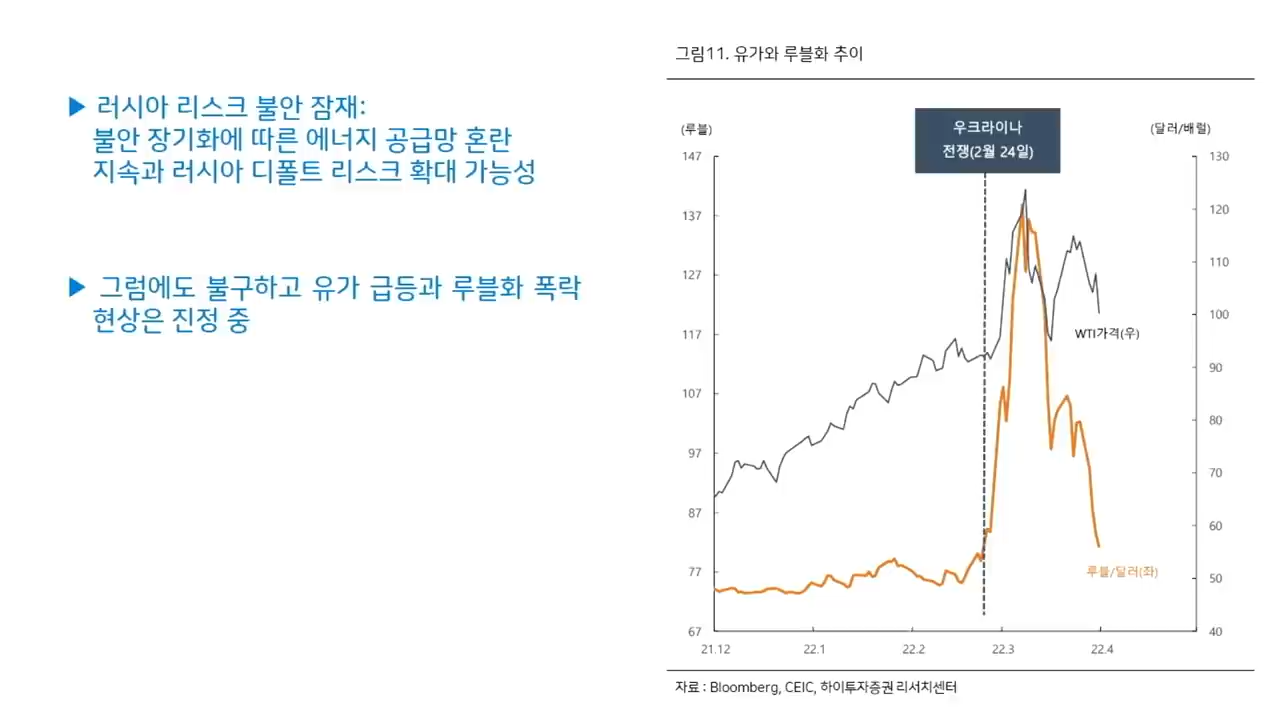 ▶ 러시아 리스크 불안 잠재:
불안 장기화에 따른 에너지 공급망 혼란
지속과 러시아 디폴트 리스크 확대 가능성
▶ 그럼에도 불구하고 유가 급등과 루블화 폭락
현상은 진정 중
그림11. 유가와 루블화 추이
(루블)
우크라이나
전쟁(2월 24일)
(달러/배럴)
147
137
127
117
107
97
87
77
67
130
120
110
100
90
80
70
60
50
40
WTI가격(우)
루블/달러(좌)
21.12 22.1 22.2 22.3 22.4
자료 : Bloomberg, CEIC, 하이투자증권 리서치센터